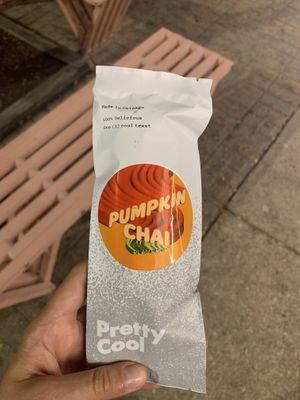 Made in Chicago
100% Delicious
One (1) cool treat
PUMPKIN
CHAI
Pretty
Cool